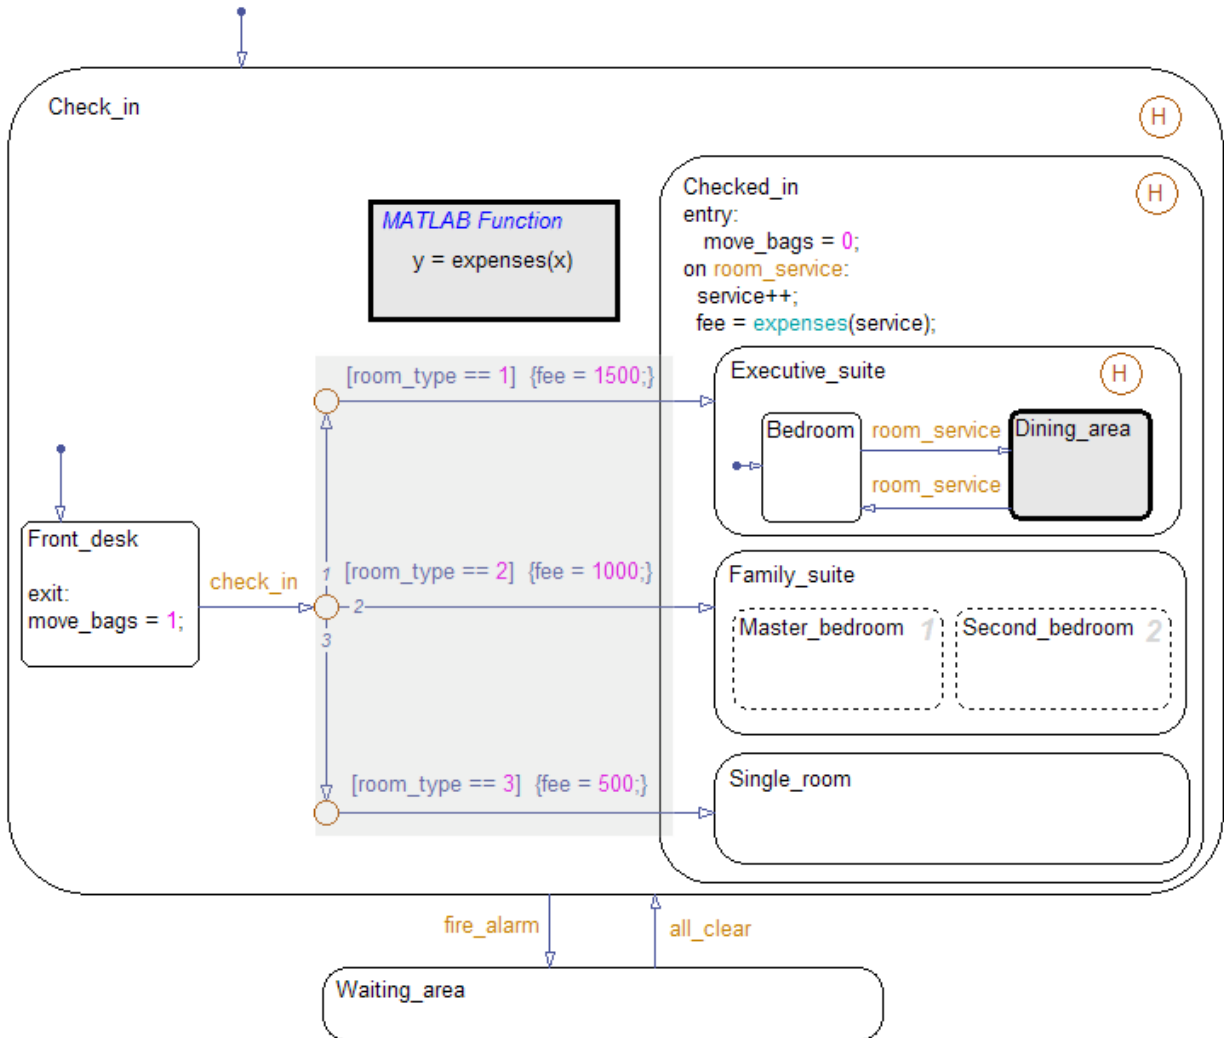 Check_in
H
Checked_in
H
entry:
move_bags = 0;
on room_service:
service++;
fee = expenses(service);
MATLAB Function
y = expenses(x)
[room_type == 1] {fee = 1500;}
Executive_suite
H
Bedroom
room_service
Dining_area
room_service
Front_desk
exit:
move_bags = 1;
check_in
1
2
3
[room_type == 2] {fee = 1000;}
Family_suite
Master_bedroom 1
Second_bedroom 2
[room_type == 3] {fee = 500;}
Single_room
fire_alarm
all_clear
Waiting_area